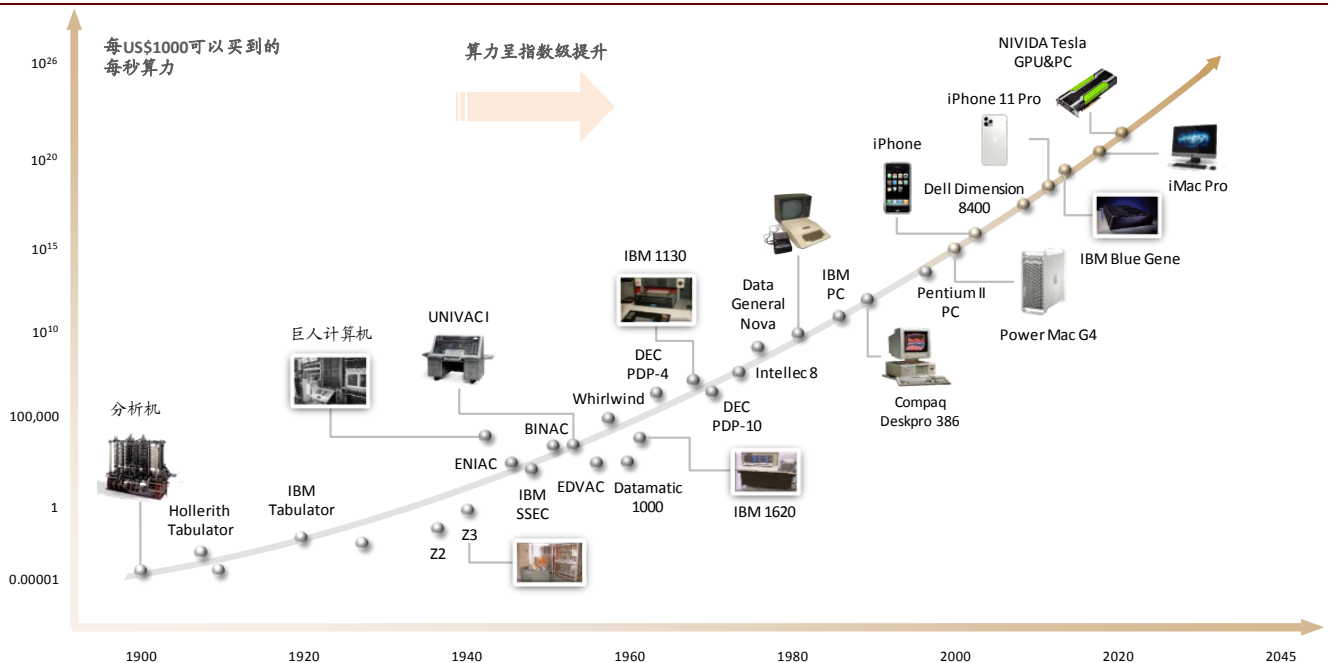 每US$1000可以买到的
每秒算力
算力呈指数级提升
NIVIDA Tesla
GPU&PC
iPhone 11 Pro
iPhone
Dell Dimension
8400
iMac Pro
IBM Blue Gene
IBM 1130
Data
General
Nova
IBM
PC
Pentium II
PC
Power Mac G4
巨人计算机
UNIVAC I
DEC
PDP-4
Intellec 8
Compaq
Deskpro 386
分析机
Whirlwind
DEC
PDP-10
BINAC
ENIAC
IBM
SSEC
EDVAC
Datamatic
1000
IBM 1620
Hollerith
Tabulator
IBM
Tabulator
Z2
Z3
10²⁶
10²⁰
10¹⁵
10¹⁰
100,000
1
0.00001
1900
1920
1940
1960
1980
2000
2020
2045